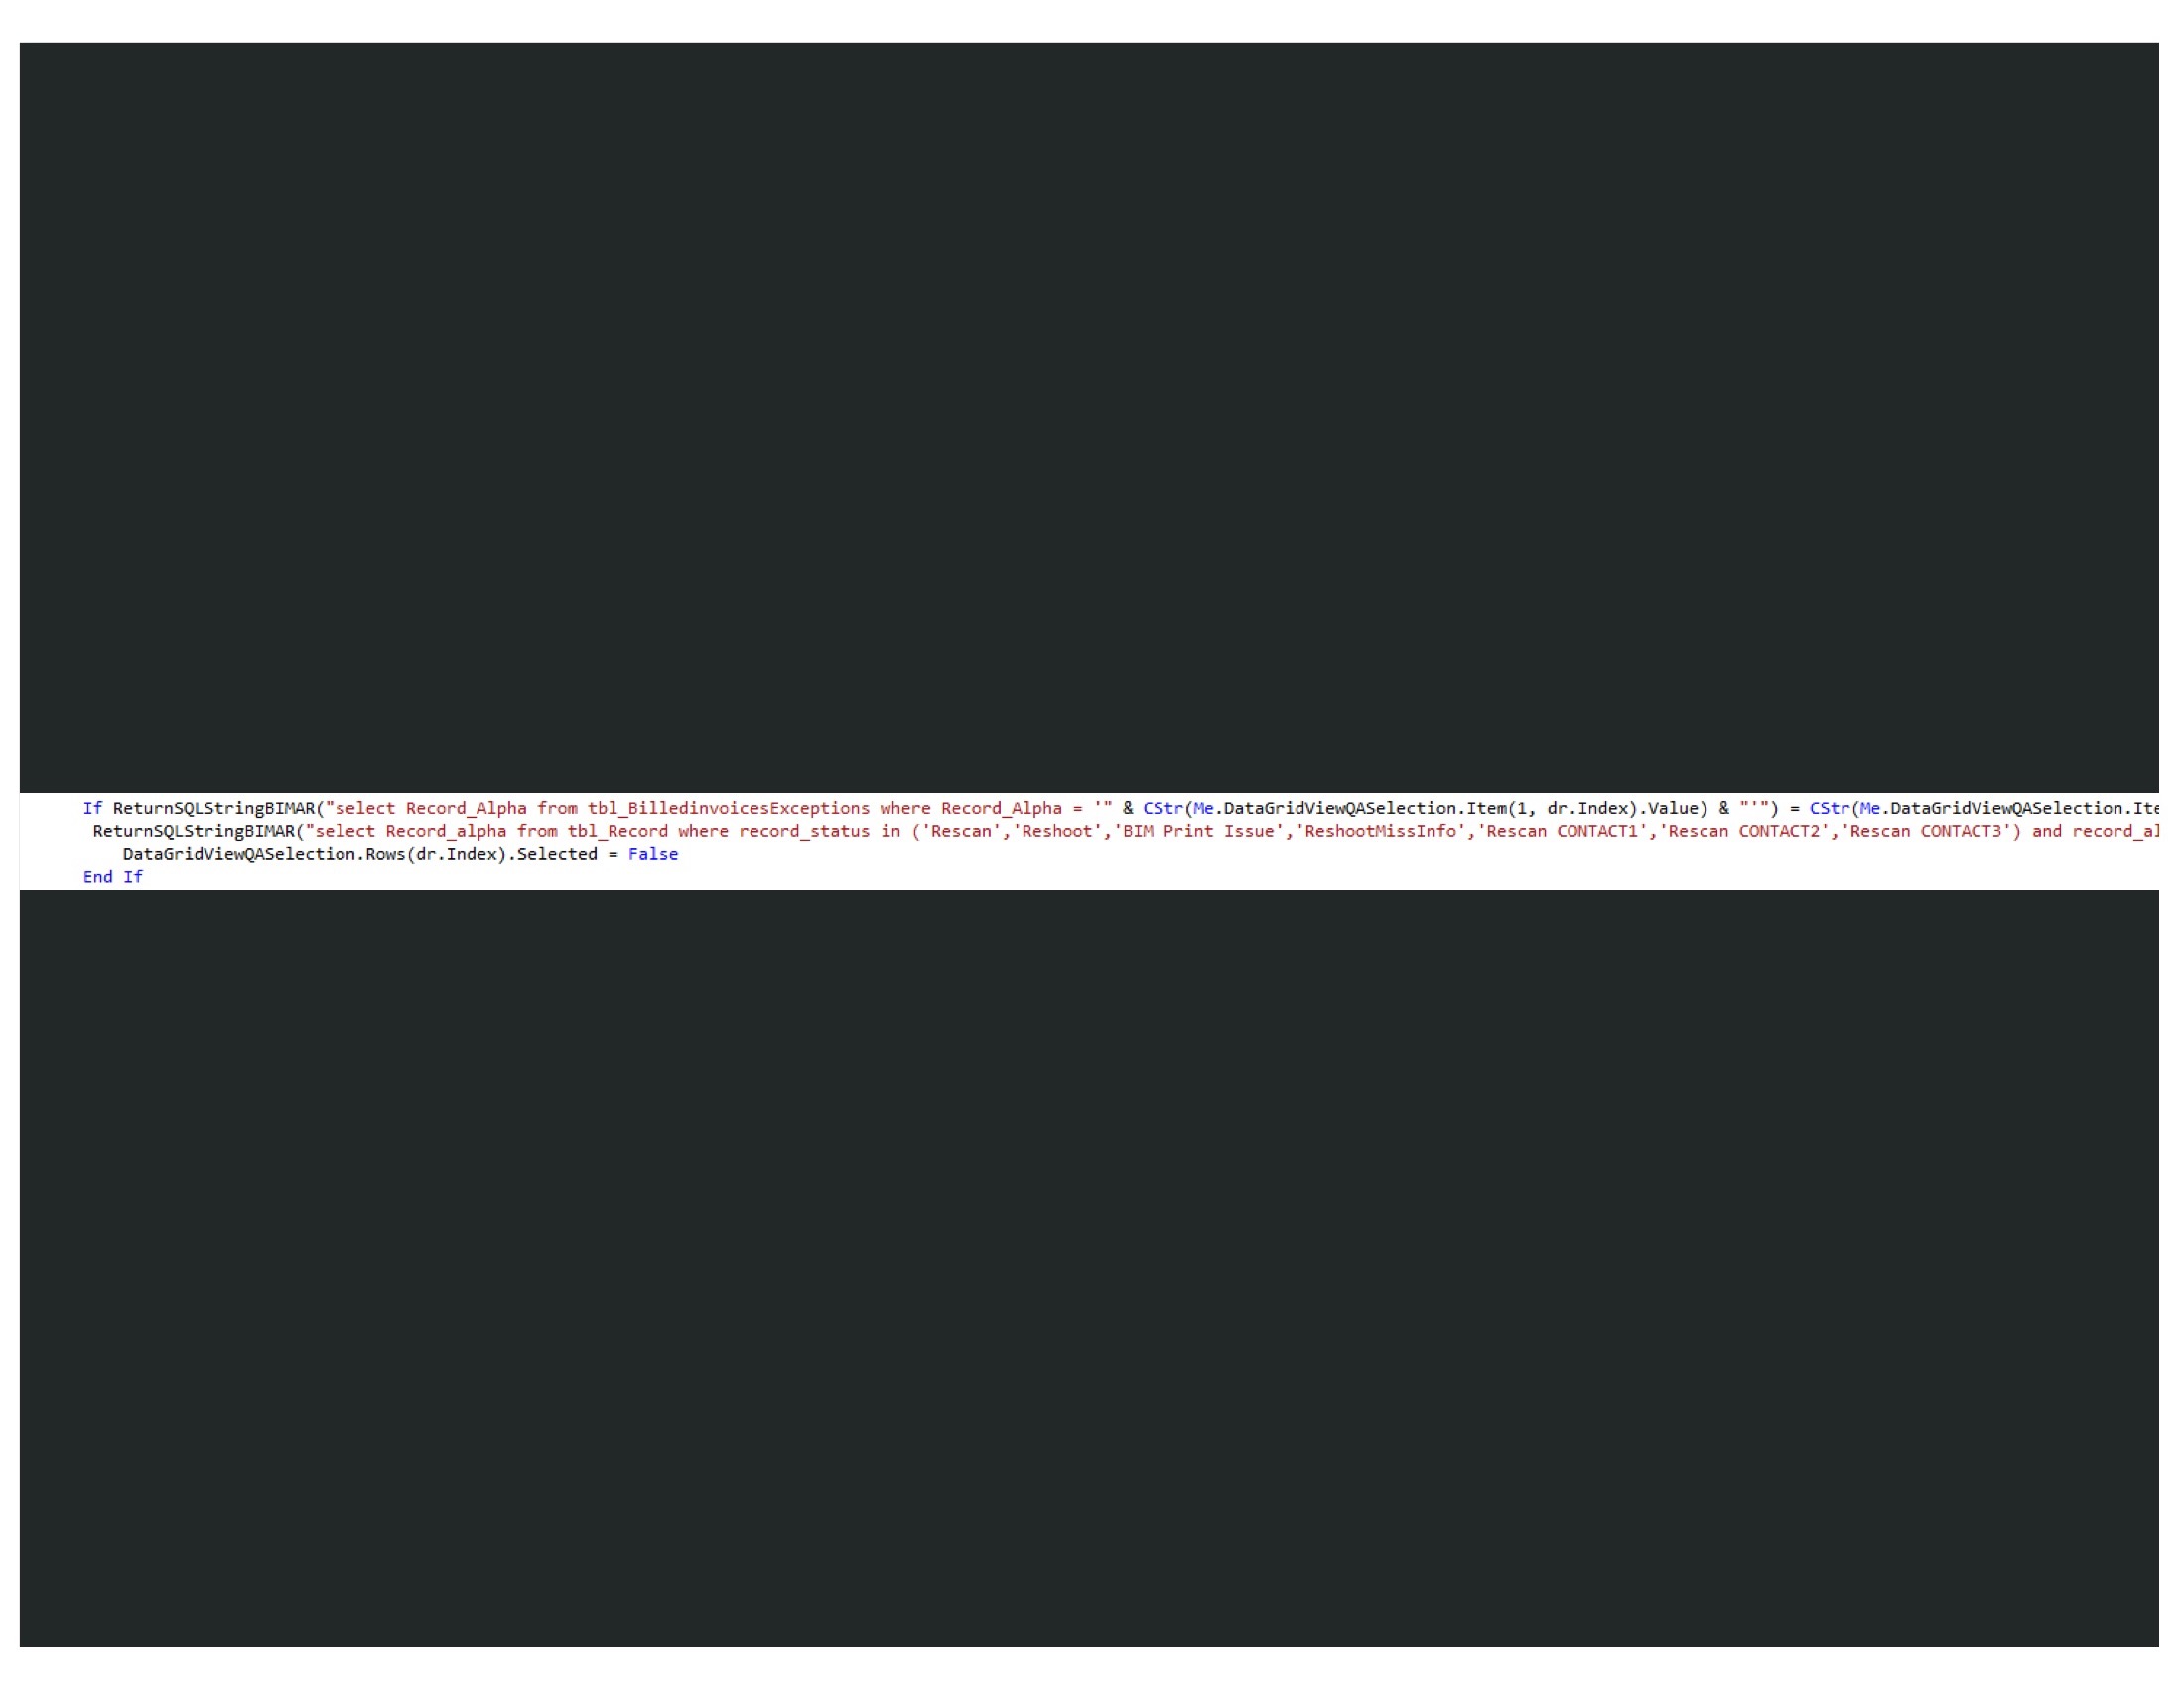 If ReturnSQLStringBIMAR("select Record_Alpha from tbl_BilledinvoicesExceptions where Record_Alpha = '" & CStr(Me.DataGridViewQASelection.Item(1, dr.Index).Value) & "'") = CStr(Me.DataGridViewQASelection.Ite
ReturnSQLStringBIMAR("select Record_alpha from tbl_Record where record_status in ('Rescan','Reshoot','BIM Print Issue','ReshootMissInfo','Rescan CONTACT1','Rescan CONTACT2','Rescan CONTACT3') and record_al
DataGridViewQASelection.Rows(dr.Index).Selected = False
End If